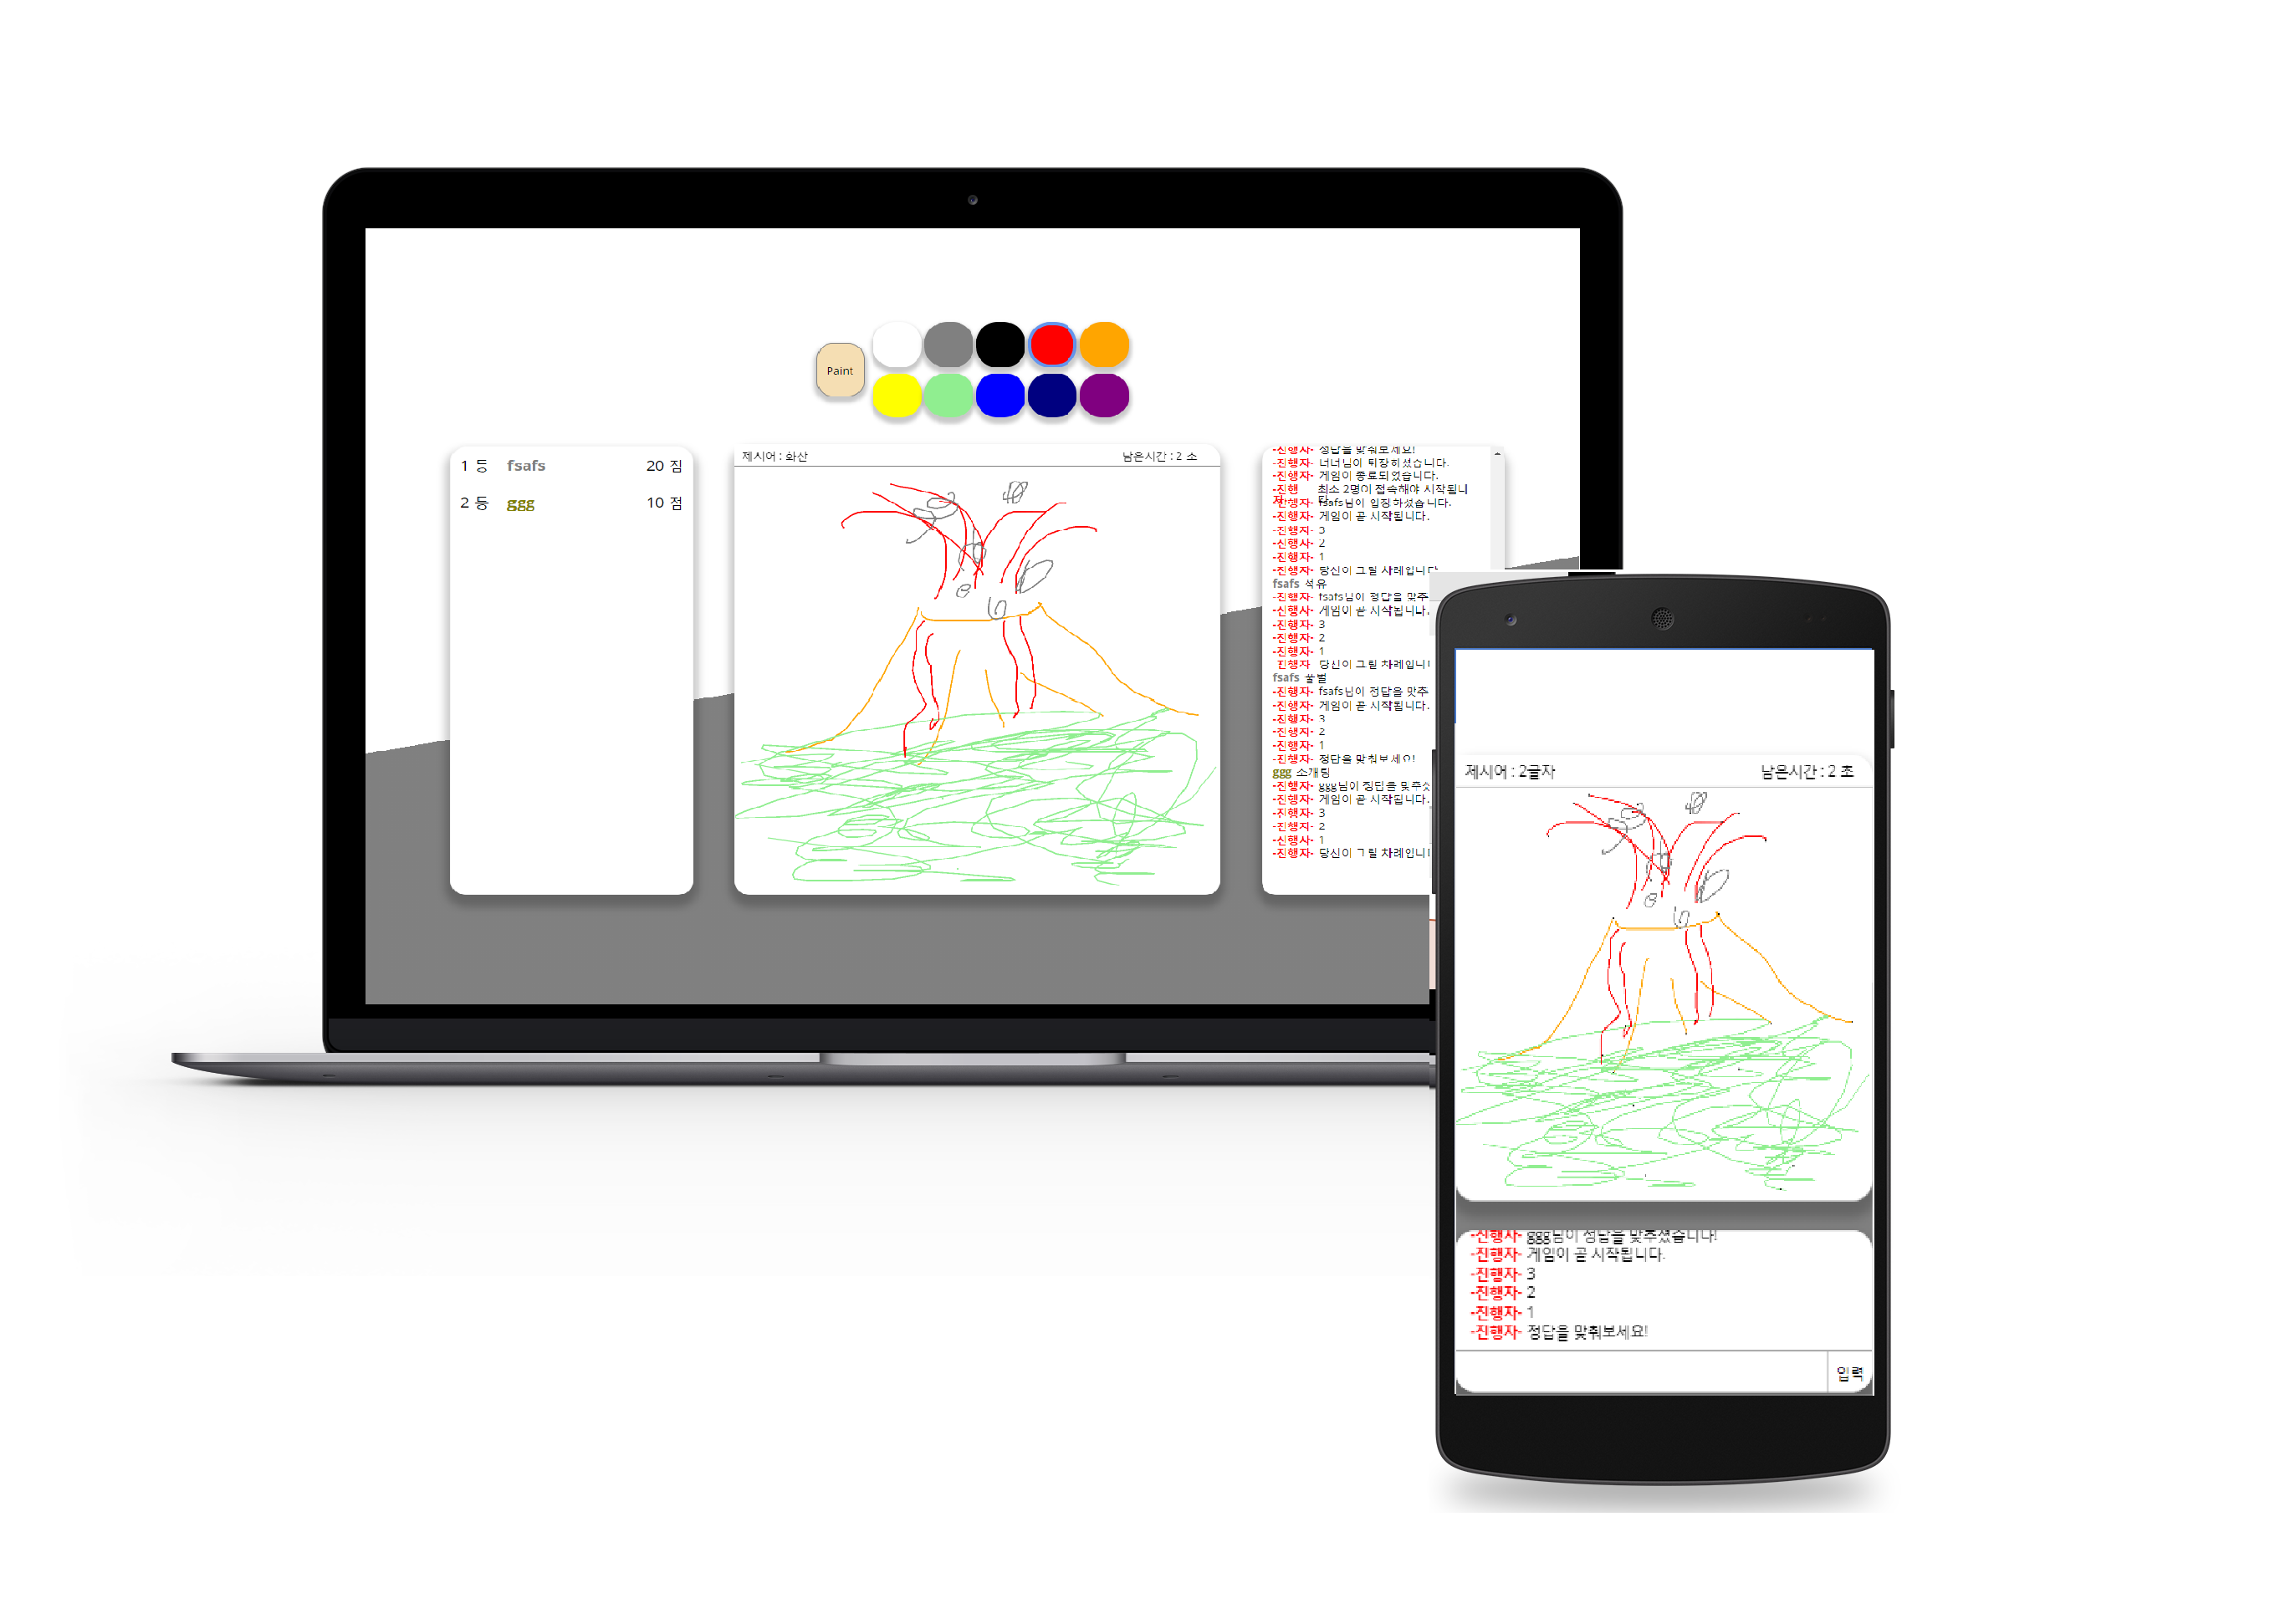 Paint
1 등 fsafs 20 점
2 등 ggg 10 점
제시어 : 화산 남은시간 : 2 초
-진행자- 정답을 맞춰보세요!
-진행자- 너너님이 퇴장하셨습니다.
-진행자- 게임이 종료되었습니다.
-진행 최소 2명이 접속해야 시작됩니
-진행자- fsafs님이 입장하셨습니다.
-진행자- 게임이 곧 시작됩니다.
-진행자- 3
-진행자- 2
-진행자- 1
-진행자- 당신이 그릴 차례입니다
fsafs 석유
-진행자- fsafs님이 정답을 맞추
-진행자- 게임이 곧 시작됩니다.
-진행자- 3
-진행자- 2
-진행자- 1
-진행자- 당신이 그릴 차례입니
fsafs 꿀벌
-진행자- fsafs님이 정답을 맞추
-진행자- 게임이 곧 시작됩니다.
-진행자- 3
-진행자- 2
-진행자- 1
-진행자- 정답을 맞춰보세요!
ggg 소개팅
-진행자- ggg님이 정답을 맞추셨
-진행자- 게임이 곧 시작됩니다.
-진행자- 3
-진행자- 2
-진행자- 1
-진행자- 당신이 그릴 차례입니
제시어 : 2글자 남은시간 : 2 초
-진행자- ggg님이 정답을 맞추셨습니다!
-진행자- 게임이 곧 시작됩니다.
-진행자- 3
-진행자- 2
-진행자- 1
-진행자- 정답을 맞춰보세요!
입력